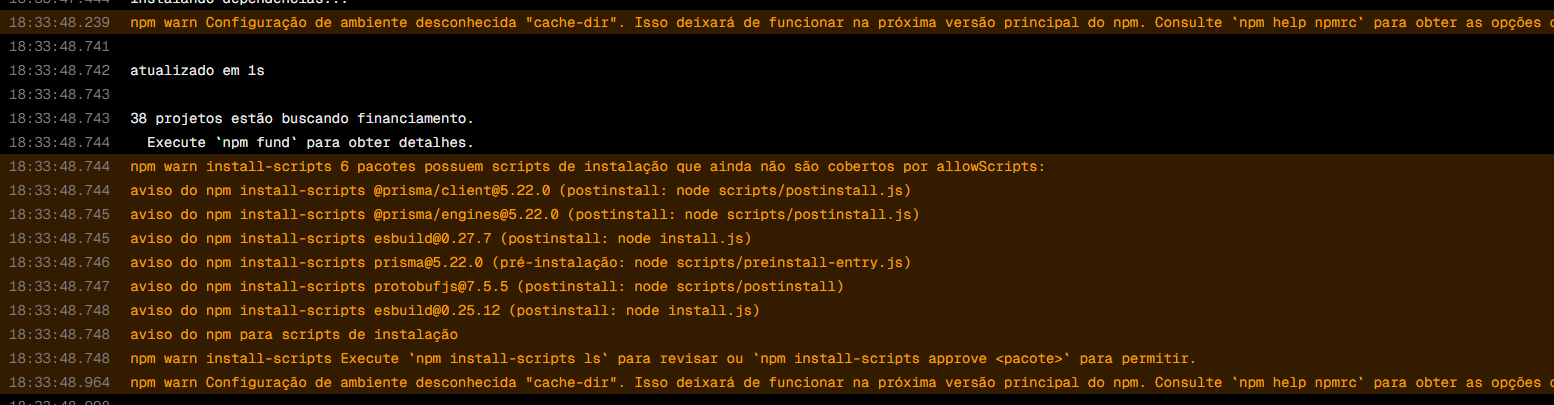 instalando dependências...
18:33:48.239 npm warn Configuração de ambiente desconhecida "cache-dir". Isso deixará de funcionar na próxima versão principal do npm. Consulte `npm help npmrc` para obter as opções
18:33:48.741
18:33:48.742 atualizado em 1s
18:33:48.743
18:33:48.743 38 projetos estão buscando financiamento.
18:33:48.744 Execute `npm fund` para obter detalhes.
18:33:48.744 npm warn install-scripts 6 pacotes possuem scripts de instalação que ainda não são cobertos por allowScripts:
18:33:48.744 aviso do npm install-scripts @prisma/client@5.22.0 (postinstall: node scripts/postinstall.js)
18:33:48.745 aviso do npm install-scripts @prisma/engines@5.22.0 (postinstall: node scripts/postinstall.js)
18:33:48.745 aviso do npm install-scripts esbuild@0.27.7 (postinstall: node install.js)
18:33:48.746 aviso do npm install-scripts prisma@5.22.0 (pré-instalação: node scripts/preinstall-entry.js)
18:33:48.747 aviso do npm install-scripts protobufjs@7.5.5 (postinstall: node scripts/postinstall)
18:33:48.748 aviso do npm install-scripts esbuild@0.25.12 (postinstall: node install.js)
18:33:48.748 aviso do npm para scripts de instalação
18:33:48.748 npm warn install-scripts Execute `npm install-scripts ls` para revisar ou `npm install-scripts approve <pacote>` para permitir.
18:33:48.964 npm warn Configuração de ambiente desconhecida "cache-dir". Isso deixará de funcionar na próxima versão principal do npm. Consulte `npm help npmrc` para obter as opções